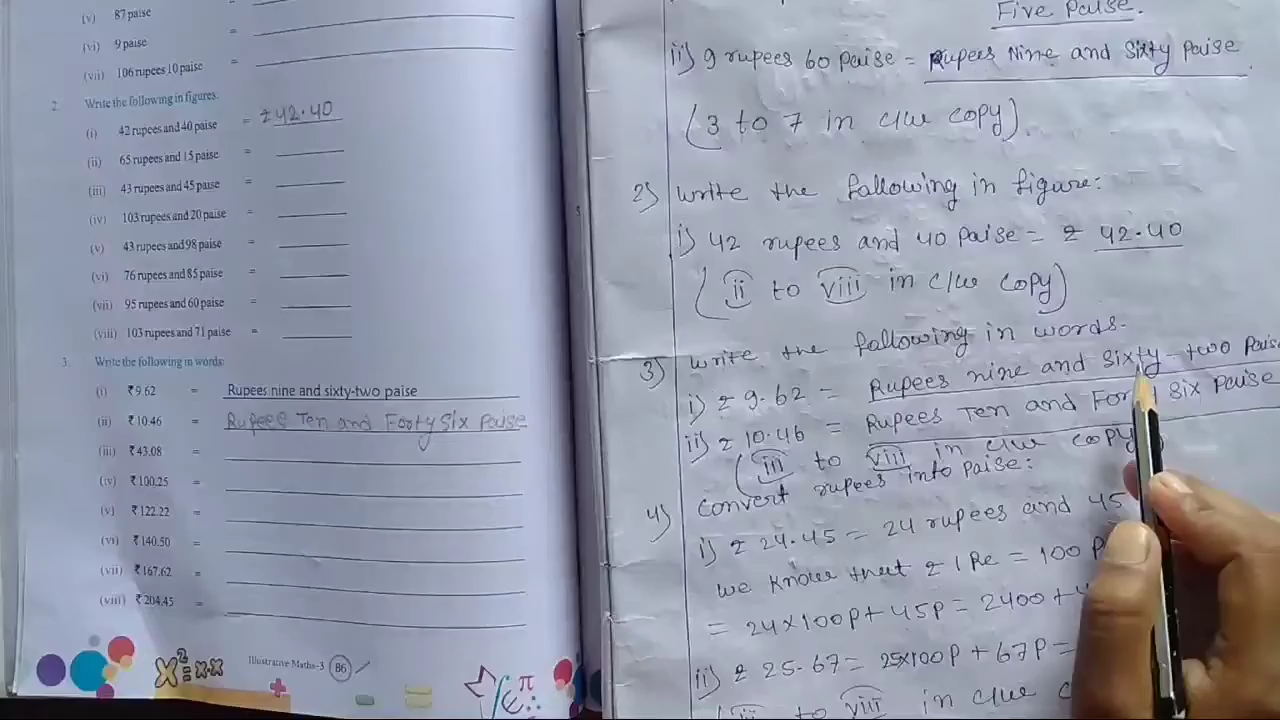 (v) 87 paise =
(vi) 9 paise =
(vii) 106 rupees 10 paise =
2. Write the following in figures:
(i) 42 rupees and 40 paise = ₹42.40
(ii) 65 rupees and 15 paise =
(iii) 43 rupees and 45 paise =
(iv) 103 rupees and 20 paise =
(v) 43 rupees and 98 paise =
(vi) 76 rupees and 85 paise =
(vii) 95 rupees and 60 paise =
(viii) 103 rupees and 71 paise =
3. Write the following in words:
(i) ₹9.62 = Rupees nine and sixty-two paise
(ii) ₹10.46 = Rupees Ten and Forty Six Paise
(iii) ₹43.08 =
(iv) ₹100.25 =
(v) ₹122.22 =
(vi) ₹140.50 =
(vii) ₹167.62 =
(viii) ₹204.45 =
X² = x·x
Illustrative Maths-3 86
π
Five Paise.
ii) 9 rupees 60 Paise = Rupees Nine and Sixty Paise
(3 to 7 in c/w copy)
2) Write the following in figure:
i) 42 rupees and 40 Paise = ₹ 42.40
(ii to viii in c/w copy)
3) Write the following in words.
i) ₹ 9.62 = Rupees nine and Sixty-two Paise
ii) ₹ 10.46 = Rupees Ten and Six Paise
(iii to viii in c/w copy
4) Convert rupees into Paise:
i) ₹ 24.45 = 24 rupees and 45
we know that ₹ 1 Re = 100 P
= 24×100P + 45P = 2400 +
ii) ₹ 25.67 = 25×100P + 67P =
to viii in c/w